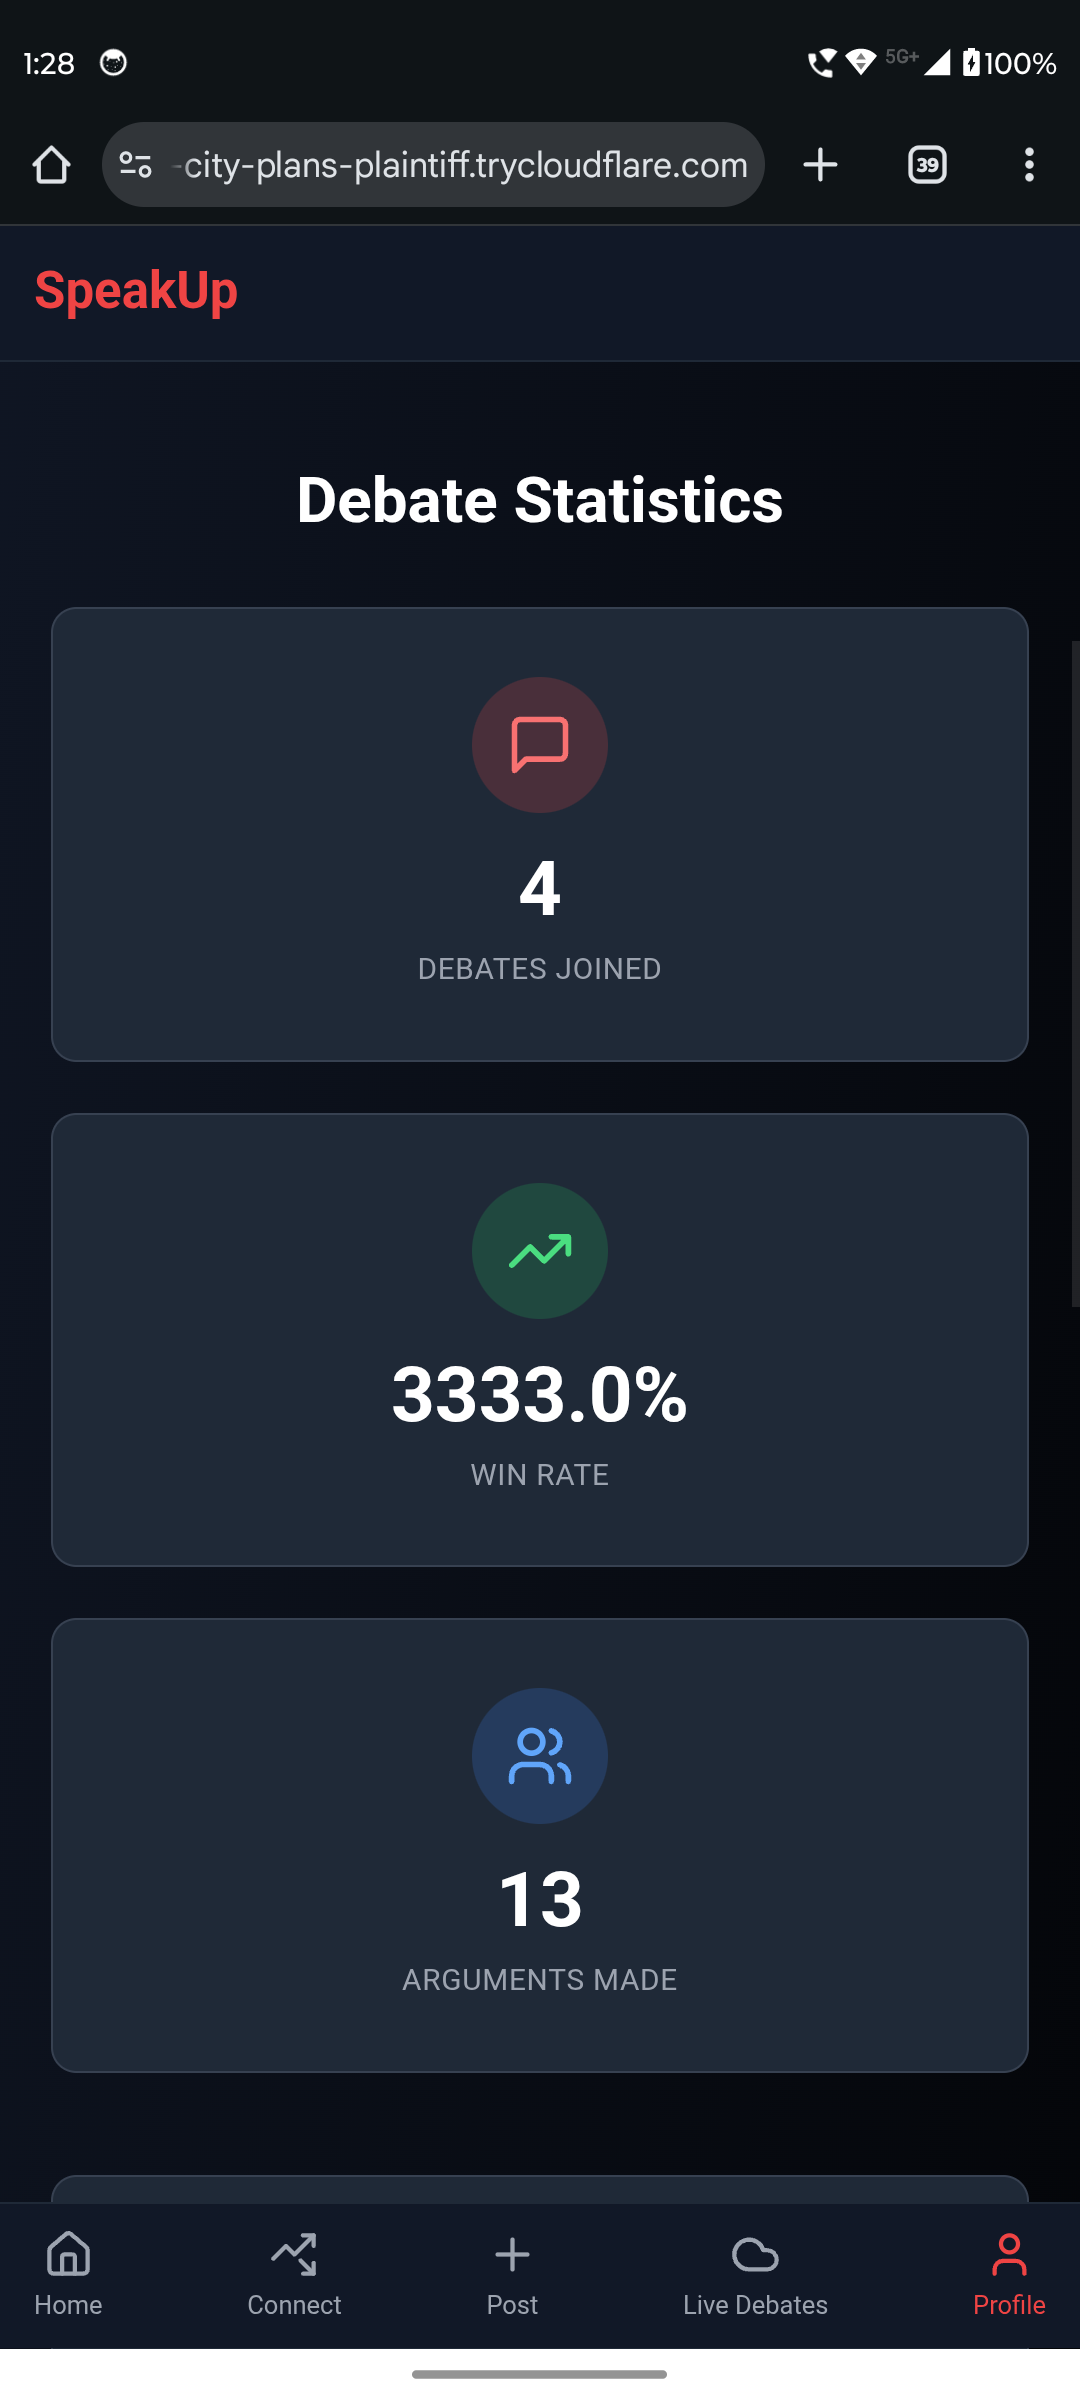 1:28
5G+
100%
-city-plans-plaintiff.trycloudflare.com
39
SpeakUp
Debate Statistics
4
DEBATES JOINED
3333.0%
WIN RATE
13
ARGUMENTS MADE
Home
Connect
Post
Live Debates
Profile